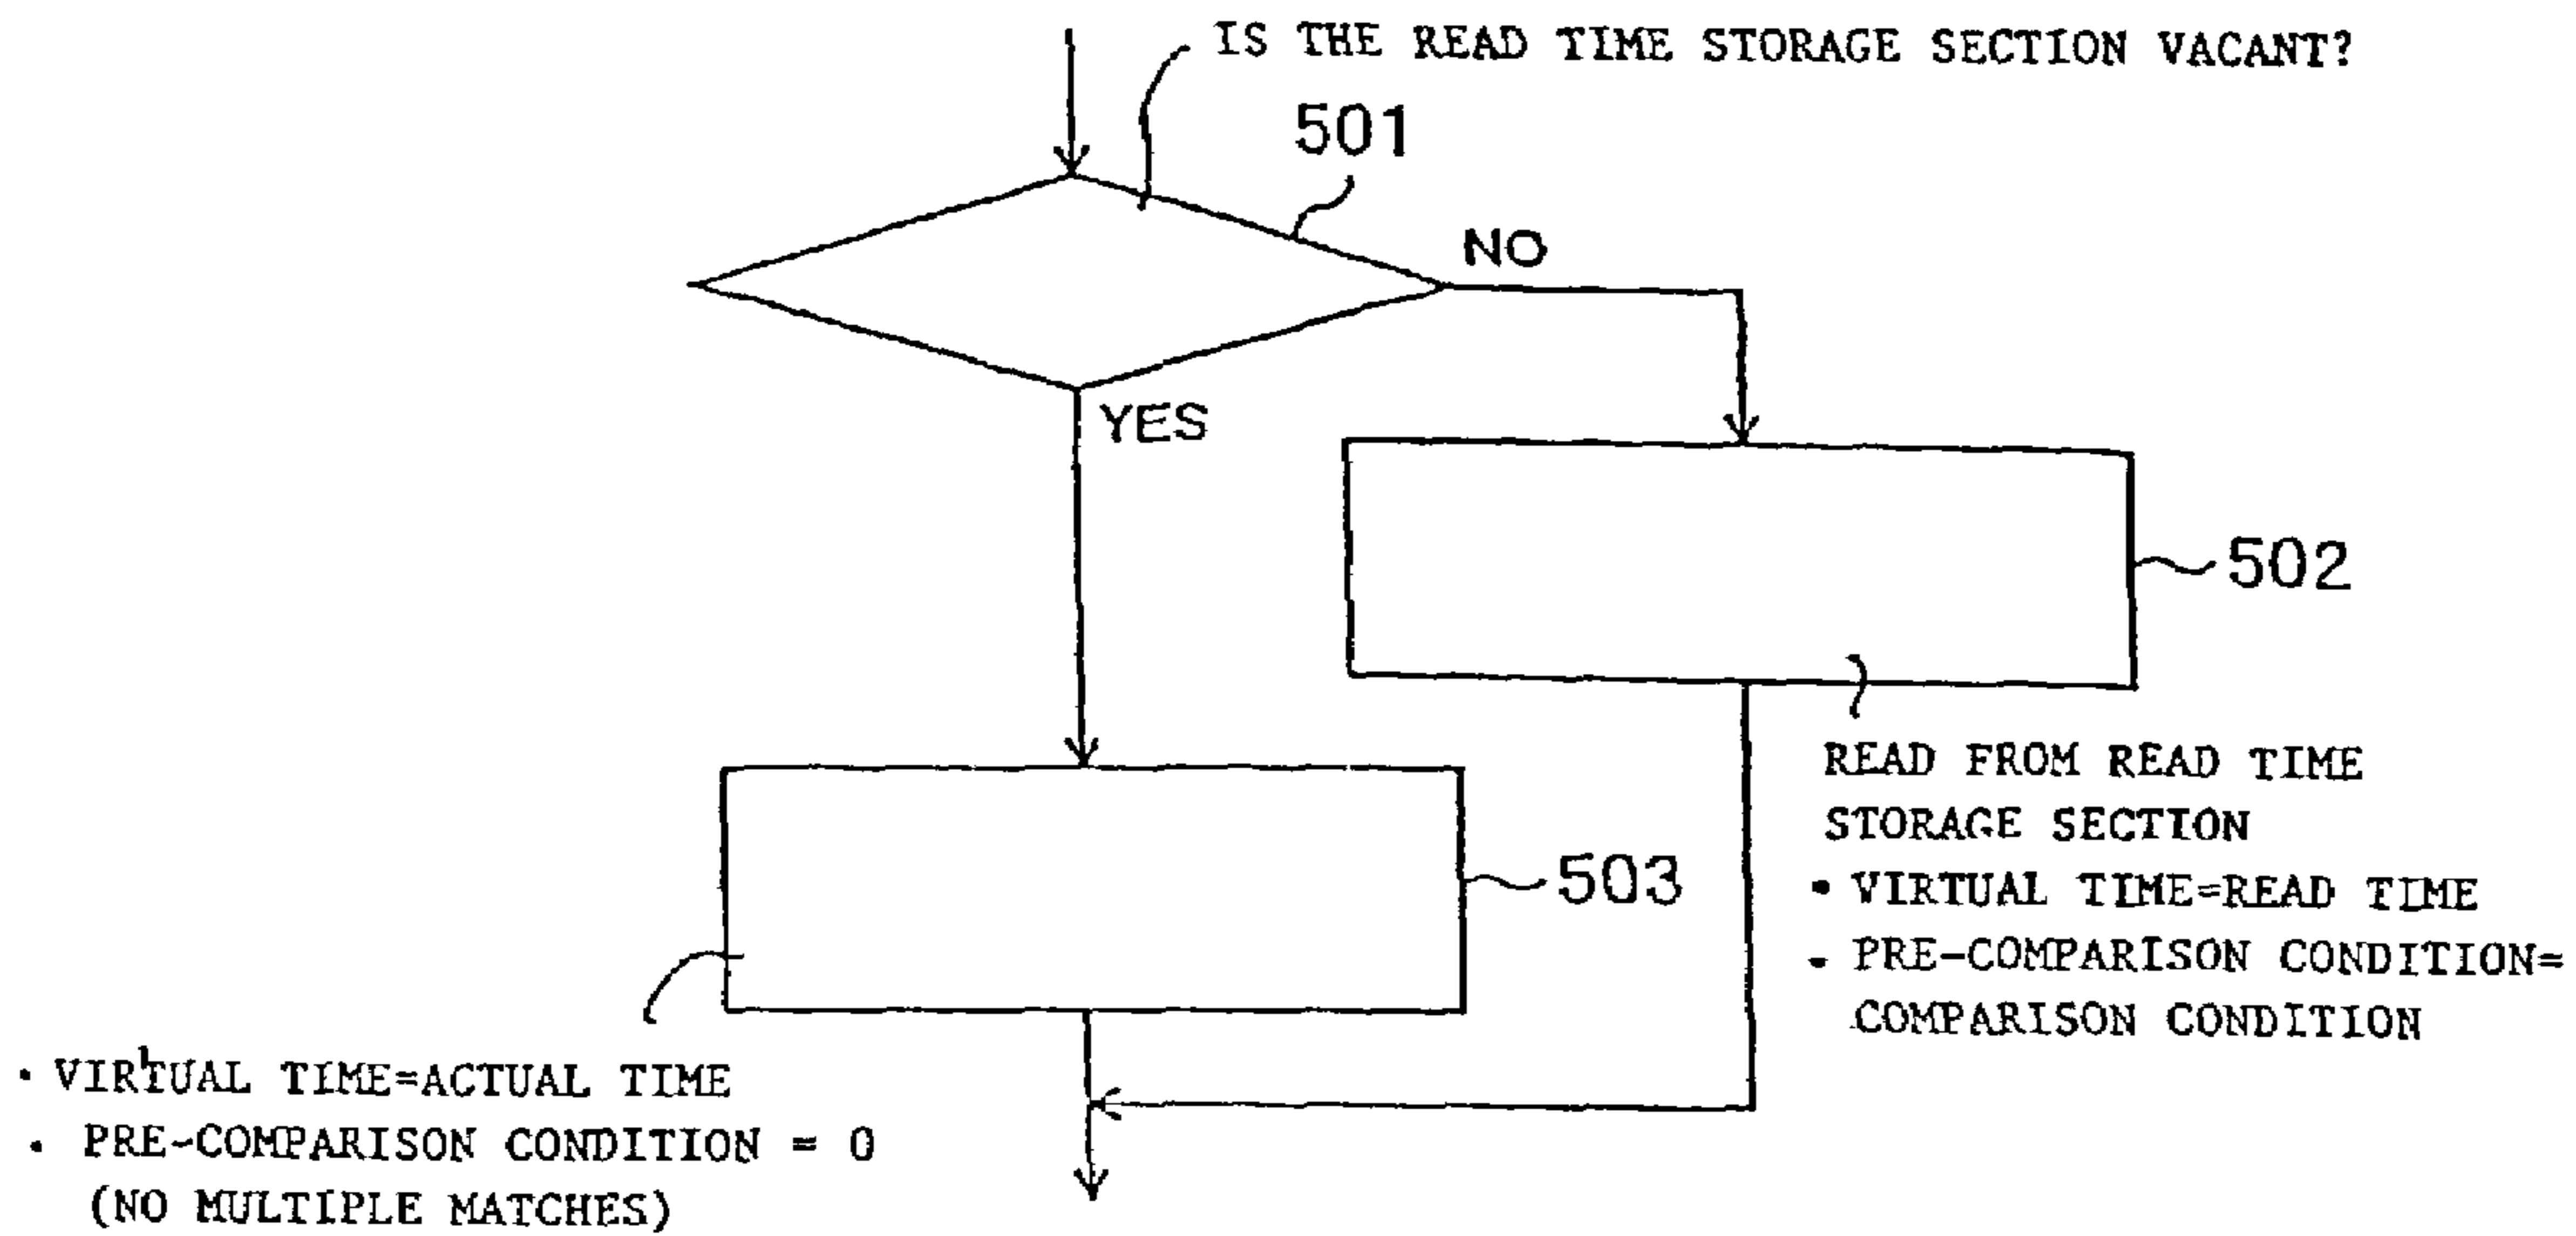 IS THE READ TIME STORAGE SECTION VACANT?
501
NO
YES
502
READ FROM READ TIME
STORAGE SECTION
• VIRTUAL TIME=READ TIME
• PRE-COMPARISON CONDITION=
COMPARISON CONDITION
503
• VIRTUAL TIME=ACTUAL TIME
• PRE-COMPARISON CONDITION = 0
(NO MULTIPLE MATCHES)